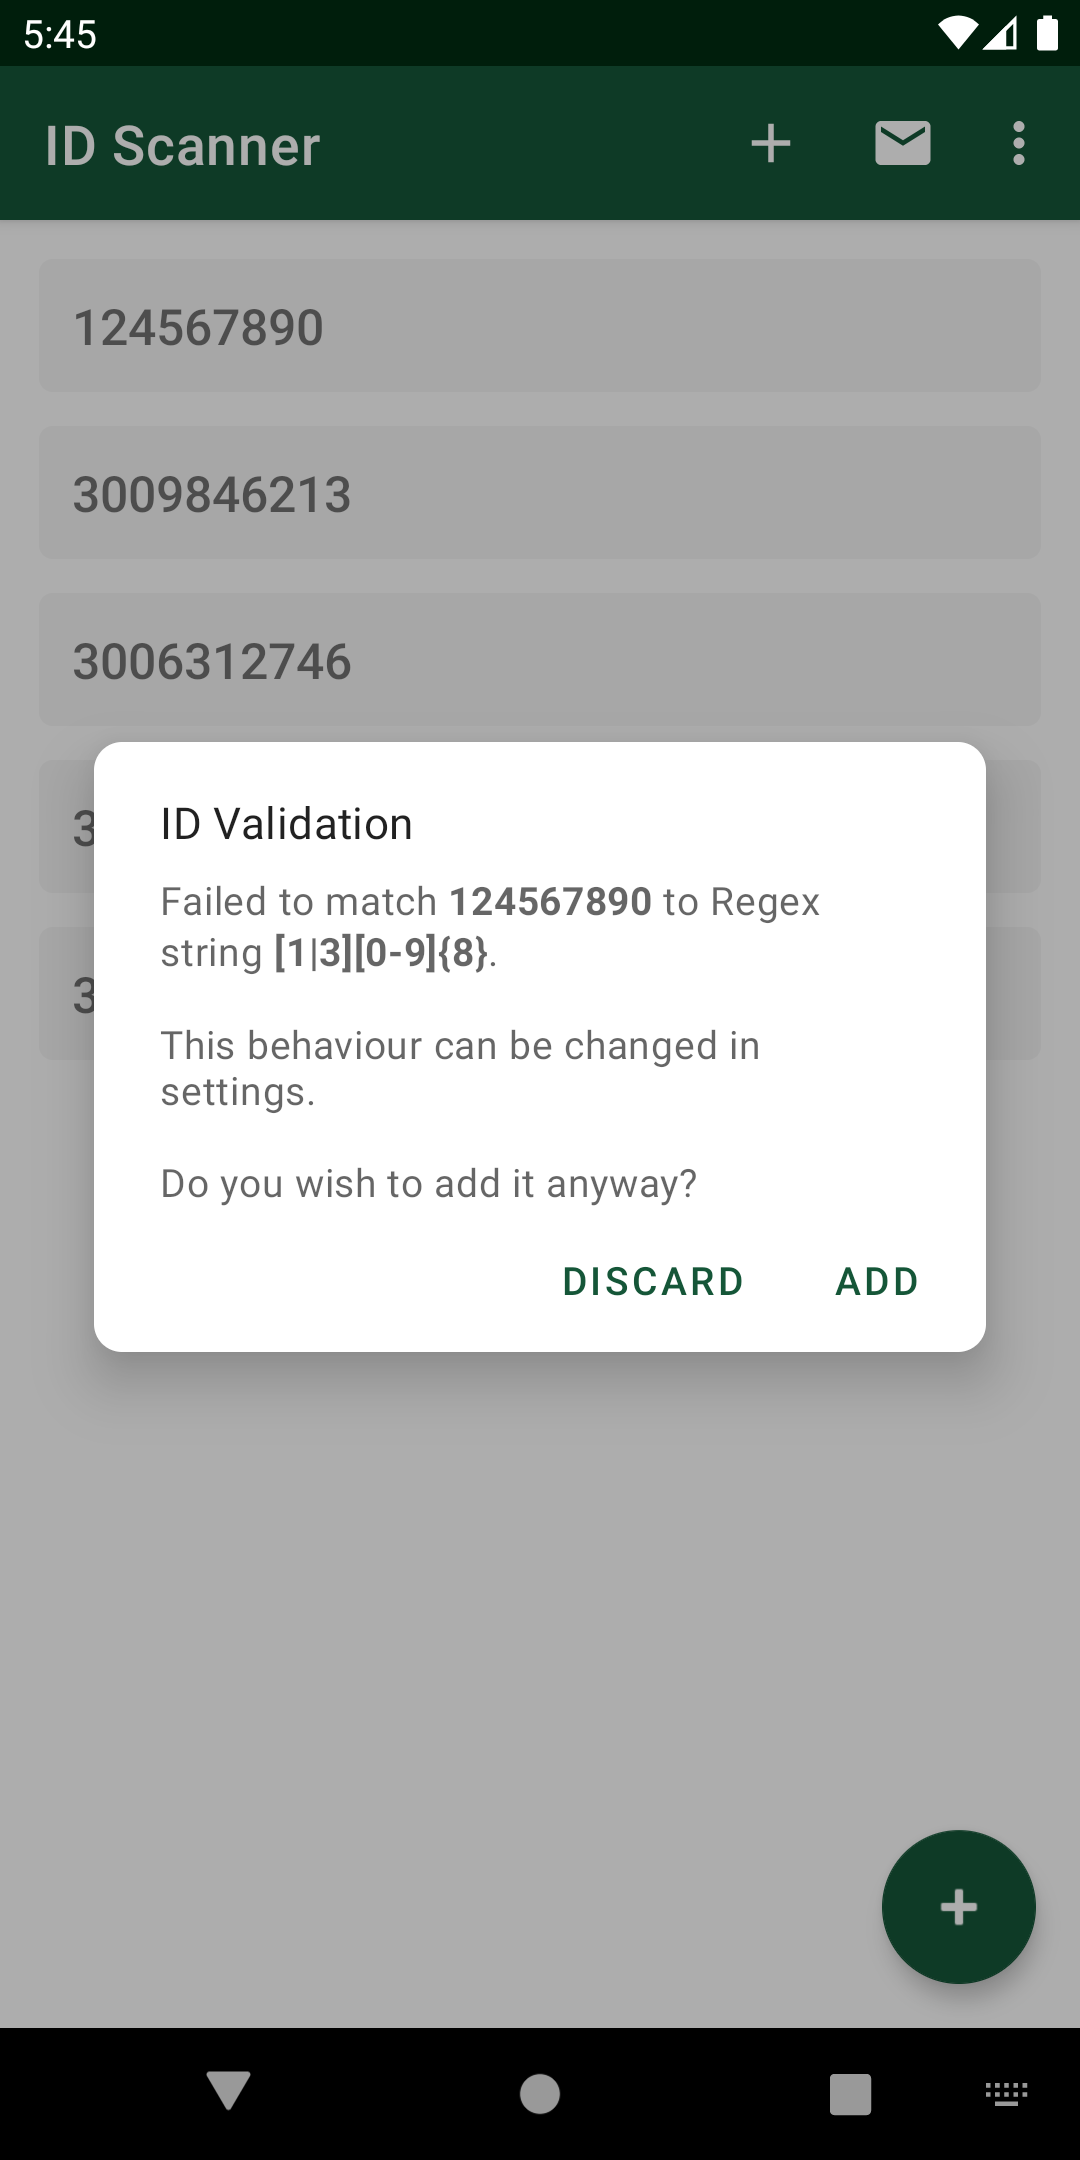 5:45
ID Scanner
124567890
3009846213
3006312746
3
3
ID Validation
Failed to match 124567890 to Regex
string [1|3][0-9]{8}.
This behaviour can be changed in
settings.
Do you wish to add it anyway?
DISCARD ADD